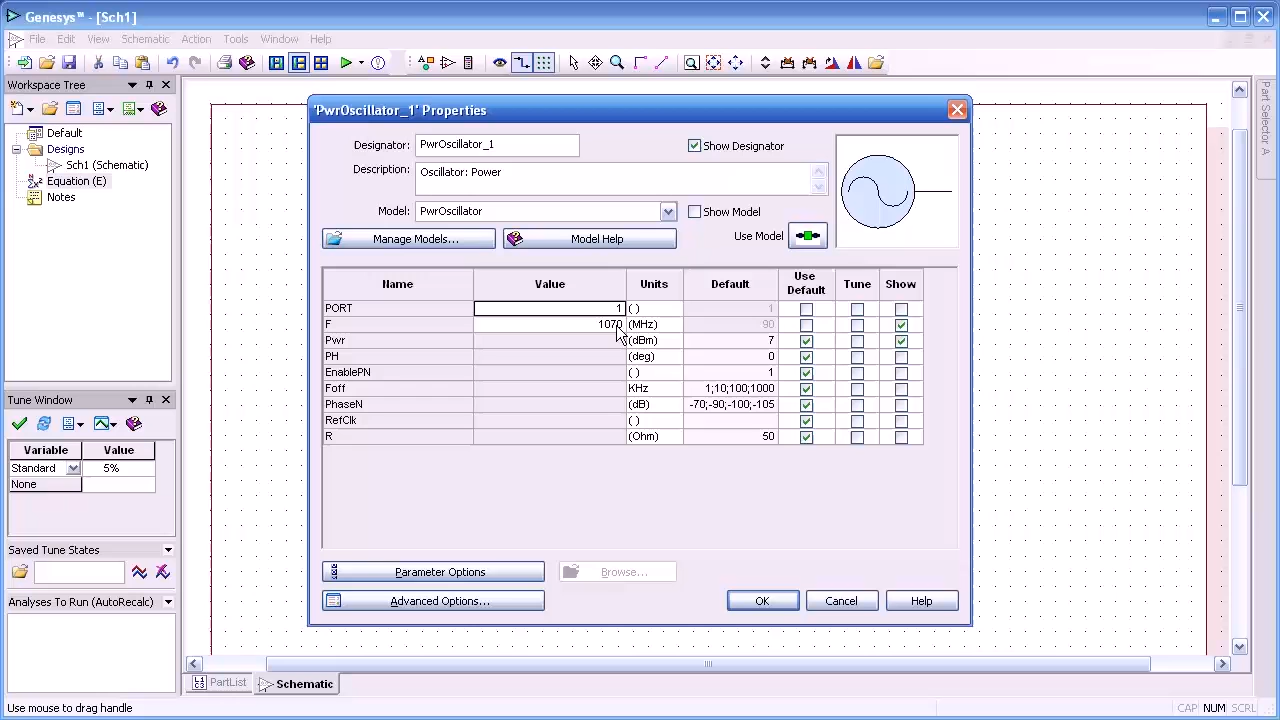 Genesys™ - [Sch1]
File Edit View Schematic Action Tools Window Help
Workspace Tree
Default
Designs
Sch1 (Schematic)
Equation (E)
Notes
Tune Window
Variable Value
Standard 5%
None
Saved Tune States
Analyses To Run (AutoRecalc)
'PwrOscillator_1' Properties
Designator: PwrOscillator_1 Show Designator
Description: Oscillator: Power
Model: PwrOscillator Show Model
Manage Models... Model Help Use Model
Name Value Units Default Use Default Tune Show
PORT 1 ( ) 1
F 1070 (MHz) 90
Pwr (dBm) 7
PH (deg) 0
EnablePN ( ) 1
Foff KHz 1;10;100;1000
PhaseN (dB) -70;-90;-100;-105
RefClk ( )
R (Ohm) 50
Parameter Options Browse...
Advanced Options... OK Cancel Help
Part Selector A
PartList Schematic
Use mouse to drag handle CAP NUM SCRL